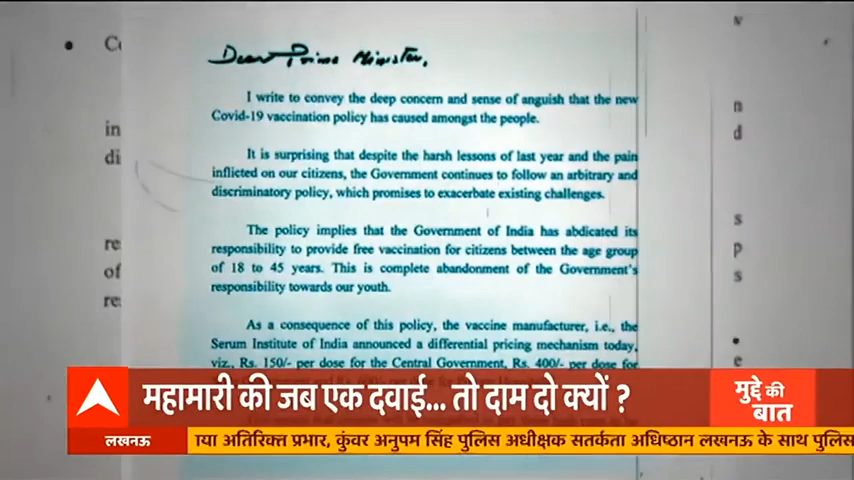 Dear Prime Minister,
I write to convey the deep concern and sense of anguish that the new
Covid-19 vaccination policy has caused amongst the people.
It is surprising that despite the harsh lessons of last year and the pain
inflicted on our citizens, the Government continues to follow an arbitrary and
discriminatory policy, which promises to exacerbate existing challenges.
The policy implies that the Government of India has abdicated its
responsibility to provide free vaccination for citizens between the age group
of 18 to 45 years. This is complete abandonment of the Government's
responsibility towards our youth.
As a consequence of this policy, the vaccine manufacturer, i.e., the
Serum Institute of India announced a differential pricing mechanism today,
viz., Rs. 150/- per dose for the Central Government, Rs. 400/- per dose for
महामारी की जब एक दवाई... तो दाम दो क्यों ?
मुद्दे की
बात
लखनऊ
राया अतिरिक्त प्रभार, कुंवर अनुपम सिंह पुलिस अधीक्षक सतर्कता अधिष्ठान लखनऊ के साथ पुलिस